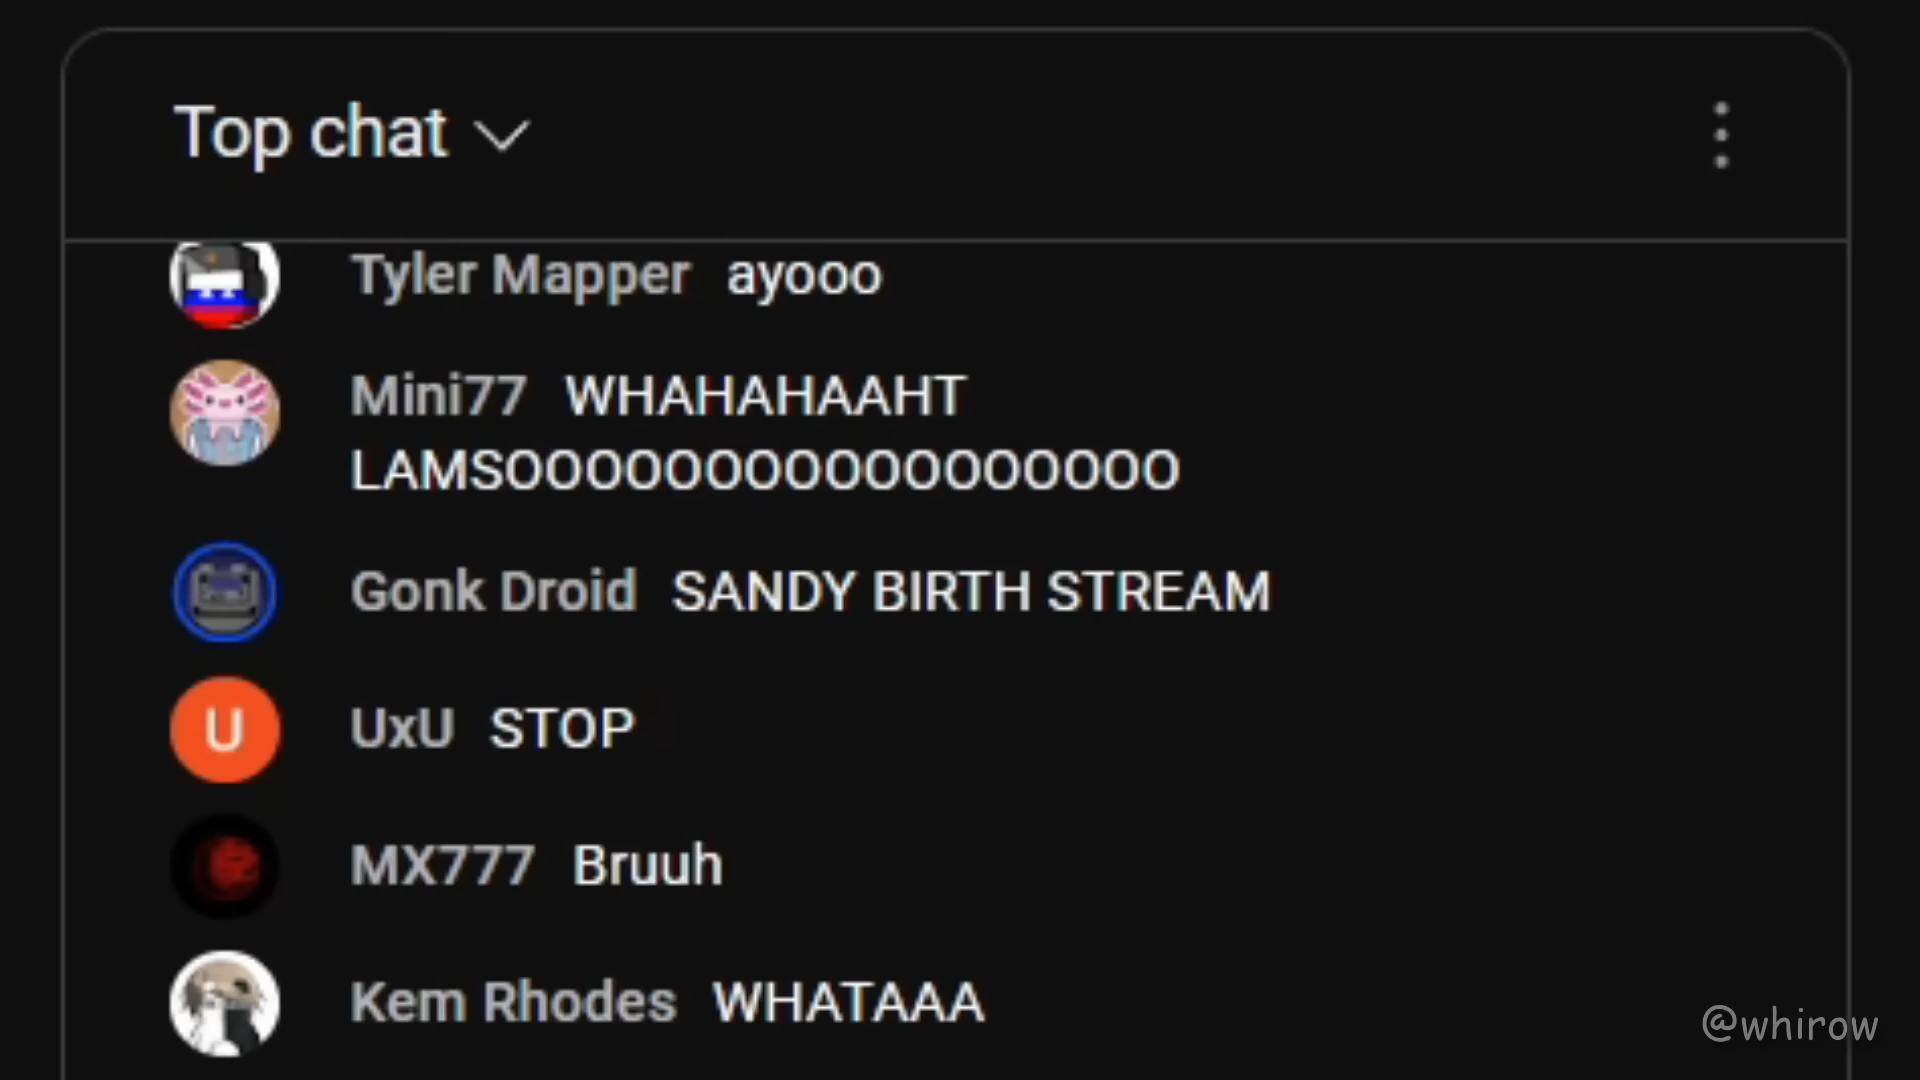 Top chat
Tyler Mapper ayooo
Mini77 WHAHAHAAHT
LAMSOOOOOOOOOOOOOOOOO
Gonk Droid SANDY BIRTH STREAM
U
UxU STOP
MX777 Bruuh
Kem Rhodes WHATAAA
@whirow